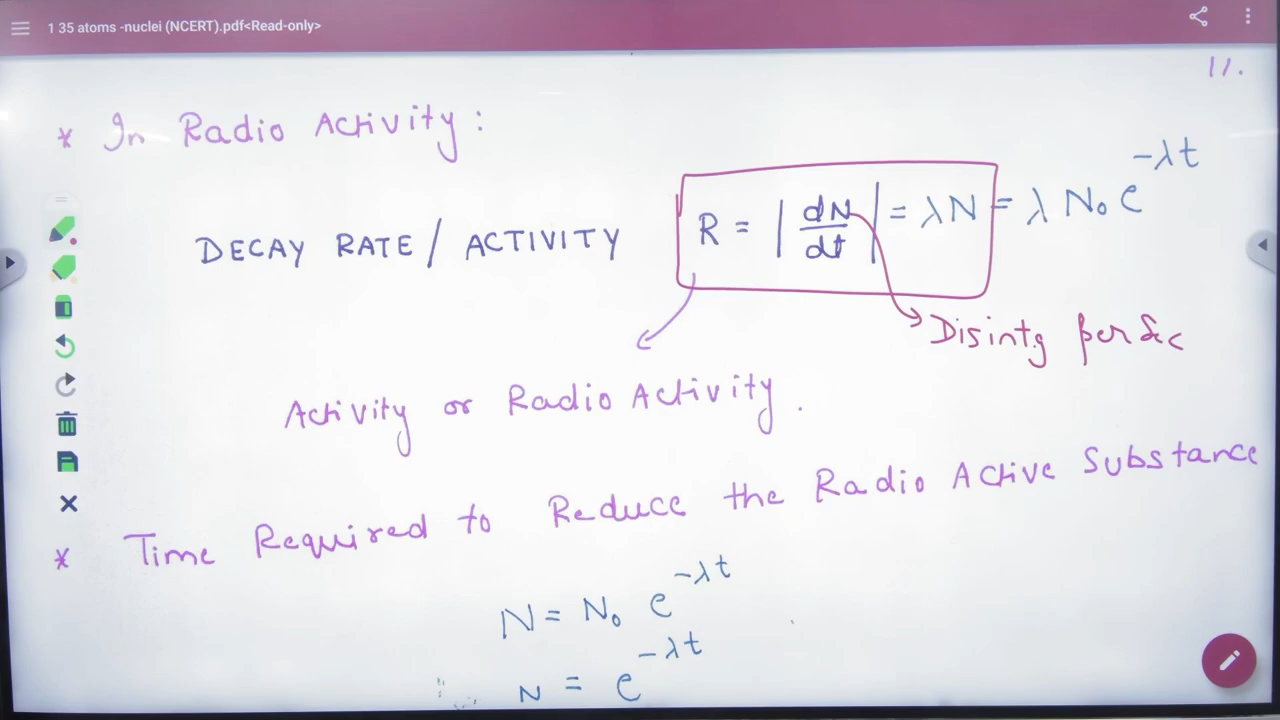 1 35 atoms -nuclei (NCERT).pdf<Read-only>
11.
* In Radio Activity:
DECAY RATE / ACTIVITY R = |dN/dt| = λN = λ N₀ e^{-λt}
Disintg per Sec
Activity or Radio Activity.
* Time Required to Reduce the Radio Active Substance
N = N₀ e^{-λt}
N = e^{-λt}